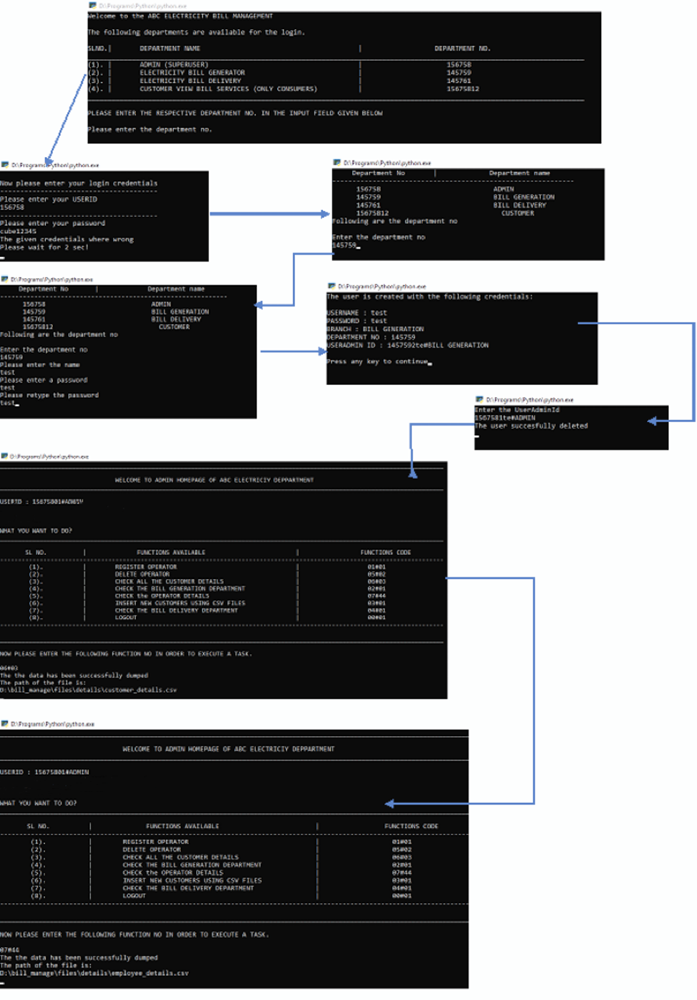 D:\Programs\Python\python.exe
Welcome to the ABC ELECTRICITY BILL MANAGEMENT
The following departments are available for the login.
SLNO.| DEPARTMENT NAME | DEPARTMENT NO.
(1). | ADMIN (SUPERUSER) | 156758
(2). | ELECTRICITY BILL GENERATOR | 145759
(3). | ELECTRICITY BILL DELIVERY | 145761
(4). | CUSTOMER VIEW BILL SERVICES (ONLY CONSUMERS) | 15675812
PLEASE ENTER THE RESPECTIVE DEPARTMENT NO. IN THE INPUT FIELD GIVEN BELOW
Please enter the department no.
D:\Programs\Python\python.exe
Now please enter your login credentials
Please enter your USERID
156758
Please enter your password
cube12345
The given credentials where wrong
Please wait for 2 sec!
D:\Programs\Python\python.exe
Department No | Department name
156758 ADMIN
145759 BILL GENERATION
145761 BILL DELIVERY
15675812 CUSTOMER
Following are the department no
Enter the department no
145759
D:\Programs\Python\python.exe
Department No | Department name
156758 ADMIN
145759 BILL GENERATION
145761 BILL DELIVERY
15675812 CUSTOMER
Following are the department no
Enter the department no
145759
Please enter the name
test
Please enter a password
test
Please retype the password
test
D:\Programs\Python\python.exe
The user is created with the following credentials:
USERNAME : test
PASSWORD : test
BRANCH : BILL GENERATION
DEPARTMENT NO : 145759
USERADMIN ID : 1457592te#BILL GENERATION
Press any key to continue
D:\Programs\Python\python.exe
Enter the UserAdminId
1567581te#ADMIN
The user succesfully deleted
D:\Programs\Python\python.exe
WELCOME TO ADMIN HOMEPAGE OF ABC ELECTRICIY DEPPARTMENT
USERID : 15675801#ADMIN
WHAT YOU WANT TO DO?
SL NO. | FUNCTIONS AVAILABLE | FUNCTIONS CODE
(1). | REGISTER OPERATOR | 01#01
(2). | DELETE OPERATOR | 05#02
(3). | CHECK ALL THE CUSTOMER DETAILS | 06#03
(4). | CHECK THE BILL GENERATION DEPARTMENT | 02#01
(5). | CHECK the OPERATOR DETAILS | 07#44
(6). | INSERT NEW CUSTOMERS USING CSV FILES | 03#01
(7). | CHECK THE BILL DELIVERY DEPARTMENT | 04#01
(8). | LOGOUT | 00#01
NOW PLEASE ENTER THE FOLLOWING FUNCTION NO IN ORDER TO EXECUTE A TASK.
06#03
The the data has been successfully dumped
The path of the file is:
D:\bill_manage\files\details\customer_details.csv
D:\Programs\Python\python.exe
WELCOME TO ADMIN HOMEPAGE OF ABC ELECTRICIY DEPPARTMENT
USERID : 15675801#ADMIN
WHAT YOU WANT TO DO?
SL NO. | FUNCTIONS AVAILABLE | FUNCTIONS CODE
(1). | REGISTER OPERATOR | 01#01
(2). | DELETE OPERATOR | 05#02
(3). | CHECK ALL THE CUSTOMER DETAILS | 06#03
(4). | CHECK THE BILL GENERATION DEPARTMENT | 02#01
(5). | CHECK the OPERATOR DETAILS | 07#44
(6). | INSERT NEW CUSTOMERS USING CSV FILES | 03#01
(7). | CHECK THE BILL DELIVERY DEPARTMENT | 04#01
(8). | LOGOUT | 00#01
NOW PLEASE ENTER THE FOLLOWING FUNCTION NO IN ORDER TO EXECUTE A TASK.
07#44
The the data has been successfully dumped
The path of the file is:
D:\bill_manage\files\details\employee_details.csv